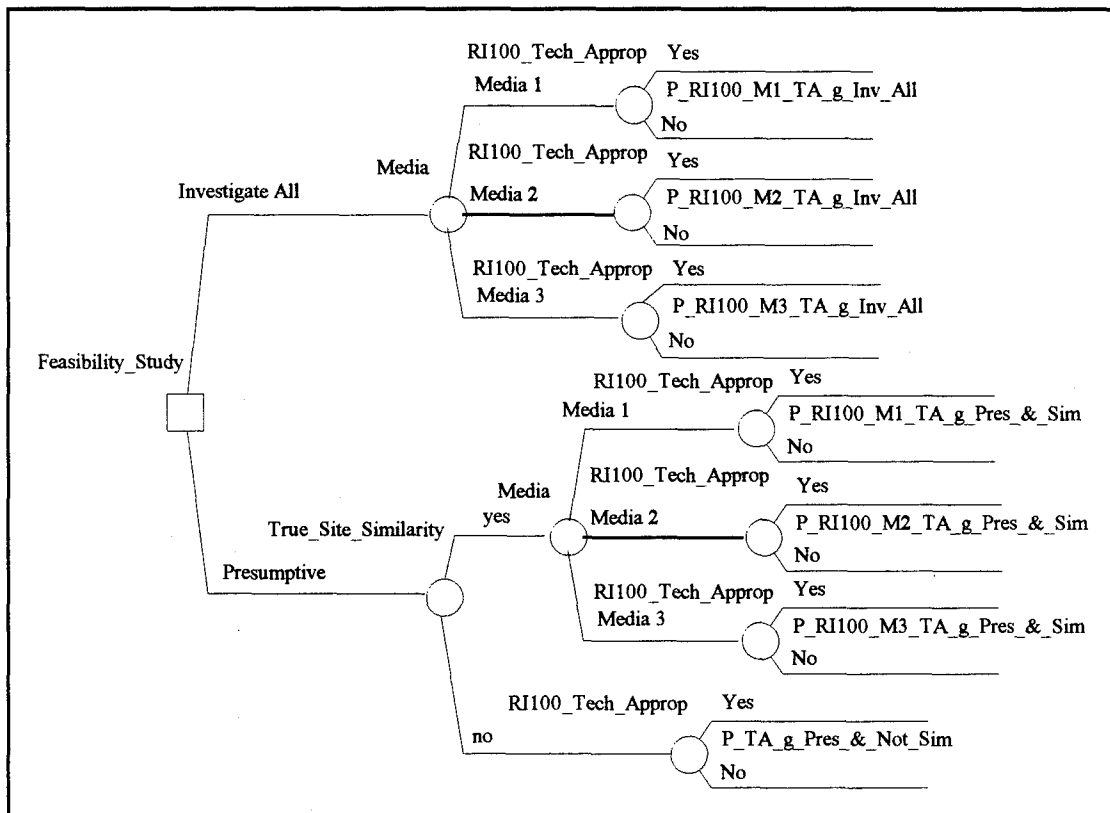 RI100_Tech_Approp Yes
Media 1
P_RI100_M1_TA_g_Inv_All
No
RI100_Tech_Approp Yes
Media
Media 2
P_RI100_M2_TA_g_Inv_All
No
Investigate All
RI100_Tech_Approp Yes
Media 3
P_RI100_M3_TA_g_Inv_All
No
Feasibility_Study
RI100_Tech_Approp Yes
Media 1
P_RI100_M1_TA_g_Pres_&_Sim
No
RI100_Tech_Approp Yes
Media
yes
Media 2
P_RI100_M2_TA_g_Pres_&_Sim
No
True_Site_Similarity
Presumptive
RI100_Tech_Approp Yes
Media 3
P_RI100_M3_TA_g_Pres_&_Sim
No
RI100_Tech_Approp Yes
no
P_TA_g_Pres_&_Not_Sim
No